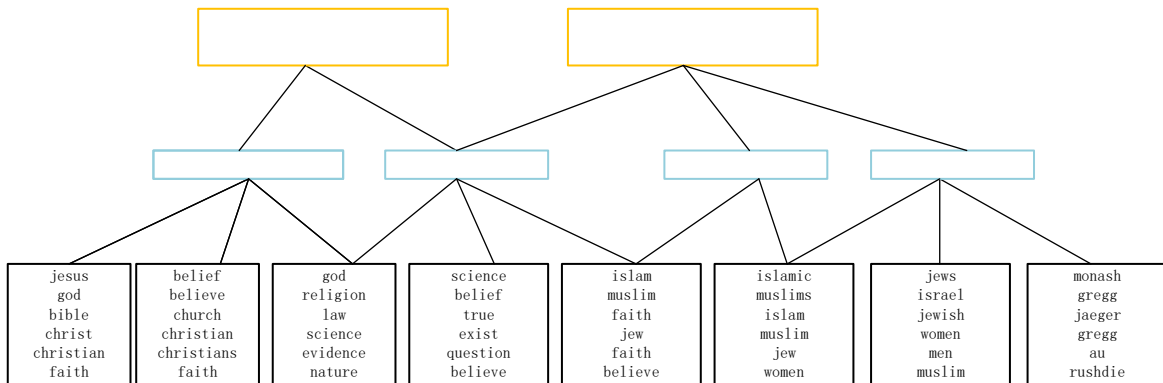 jesus
god
bible
christ
christian
faith
belief
believe
church
christian
christians
faith
god
religion
law
science
evidence
nature
science
belief
true
exist
question
believe
islam
muslim
faith
jew
faith
believe
islamic
muslims
islam
muslim
jew
women
jews
israel
jewish
women
men
muslim
monash
gregg
jaeger
gregg
au
rushdie